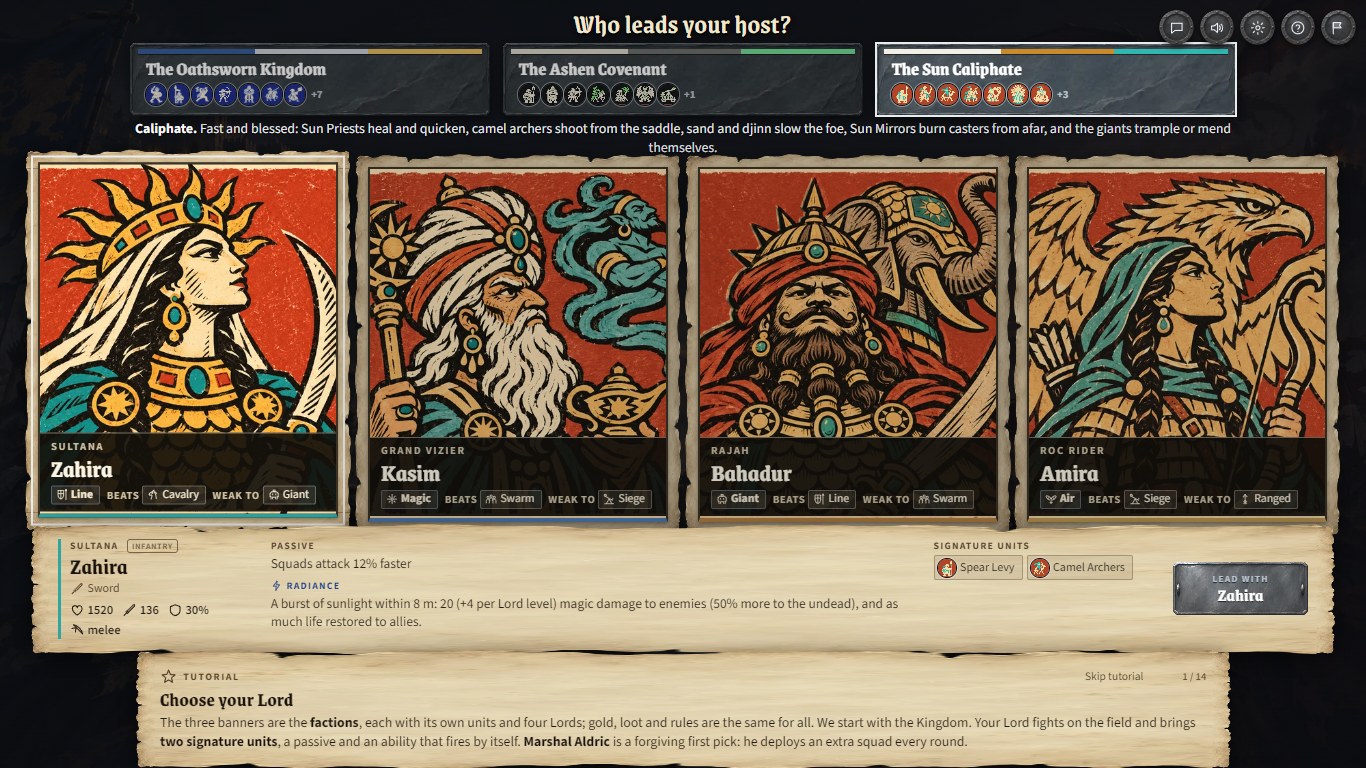 Who leads your host?
The Oathsworn Kingdom
+7
The Ashen Covenant
+1
The Sun Caliphate
+3
Caliphate. Fast and blessed: Sun Priests heal and quicken, camel archers shoot from the saddle, sand and djinn slow the foe, Sun Mirrors burn casters from afar, and the giants trample or mend
themselves.
SULTANA
Zahira
Line BEATS Cavalry WEAK TO Giant
GRAND VIZIER
Kasim
Magic BEATS Swarm WEAK TO Siege
RAJAH
Bahadur
Giant BEATS Line WEAK TO Swarm
ROC RIDER
Amira
Air BEATS Siege WEAK TO Ranged
SULTANA INFANTRY
Zahira
Sword
1520 136 30%
melee
PASSIVE
Squads attack 12% faster
RADIANCE
A burst of sunlight within 8 m: 20 (+4 per Lord level) magic damage to enemies (50% more to the undead), and as
much life restored to allies.
SIGNATURE UNITS
Spear Levy Camel Archers
LEAD WITH
Zahira
TUTORIAL
Skip tutorial 1 / 14
Choose your Lord
The three banners are the factions, each with its own units and four Lords; gold, loot and rules are the same for all. We start with the Kingdom. Your Lord fights on the field and brings
two signature units, a passive and an ability that fires by itself. Marshal Aldric is a forgiving first pick: he deploys an extra squad every round.